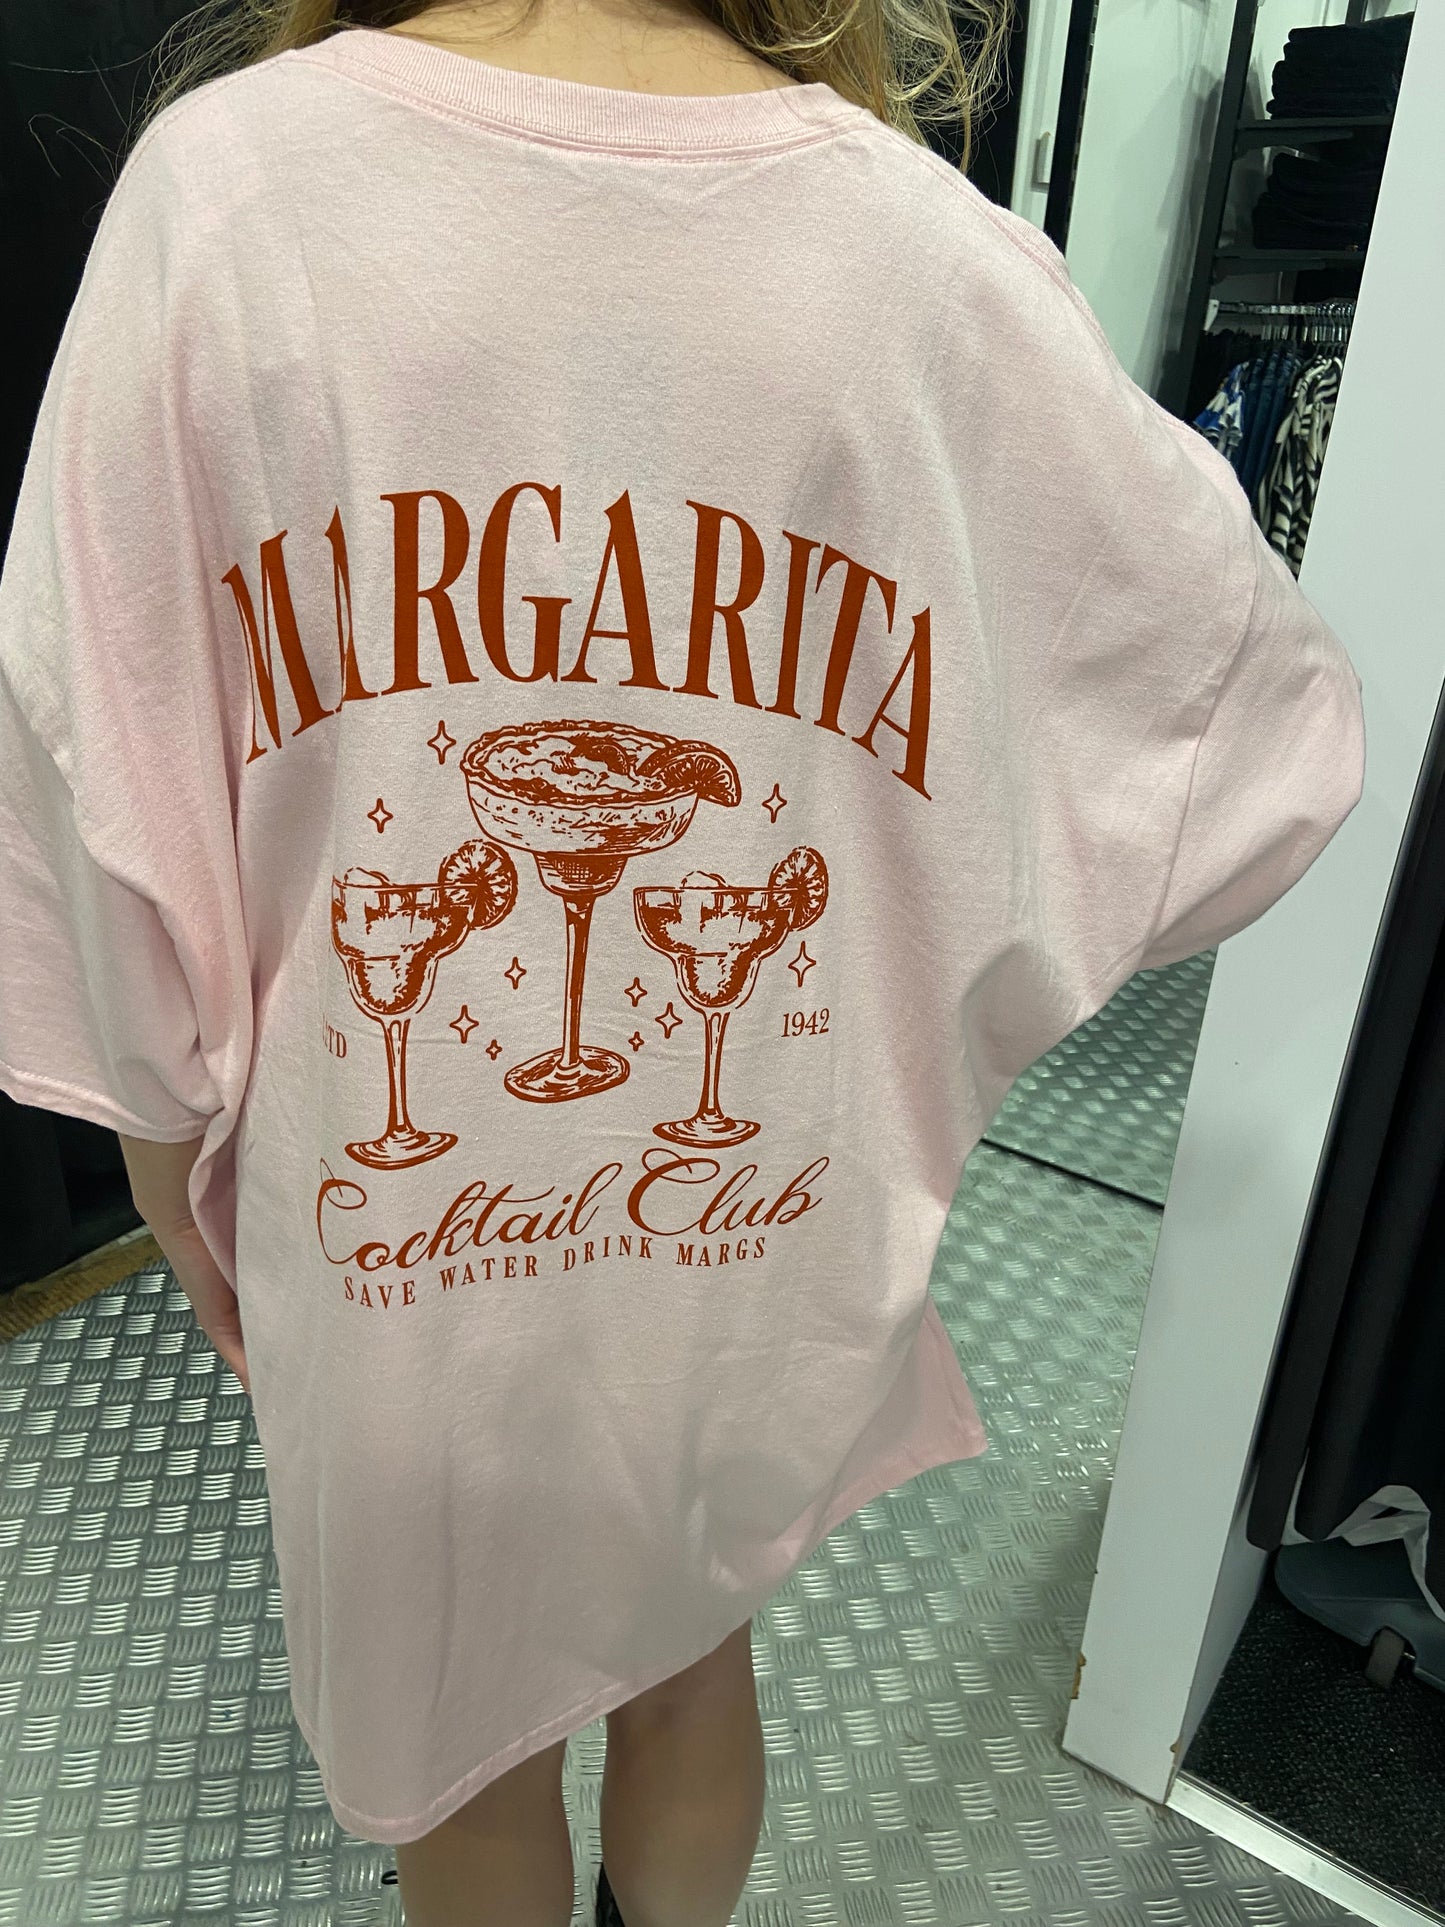 MARGARITA
1942
Cocktail Club
SAVE WATER DRINK MARGS